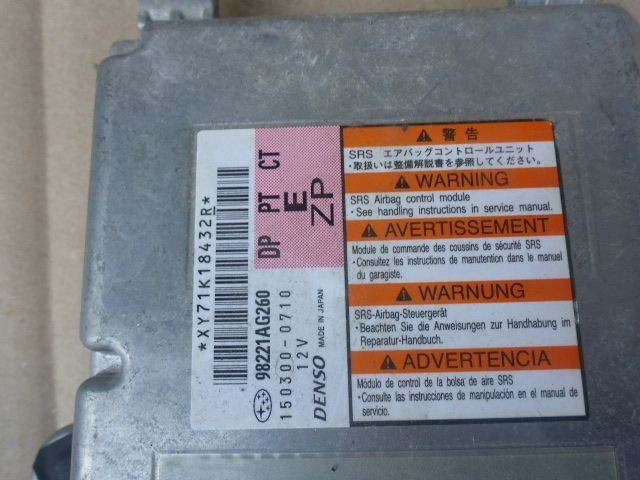 *XY71K18432R*
98221AG260
150300-0710
12V
DENSO MADE IN JAPAN
DP PT CT
E
ZP
警告
SRS エアバッグコントロールユニット
・取扱いは整備解説書を参照してください。
WARNING
SRS Airbag control module
・See handling instructions in service manual.
AVERTISSEMENT
Module de commande des coussins de sécurité SRS
・Consultez les instructions de manutention dans le manuel
du garagiste.
WARNUNG
SRS-Airbag-Steuergerät
・Beachten Sie die Anweisungen zur Handhabung im
Reparatur-Handbuch.
ADVERTENCIA
Módulo de control de la bolsa de aire SRS
・Consulte las instrucciones de manipulación en el manual de
servicio.